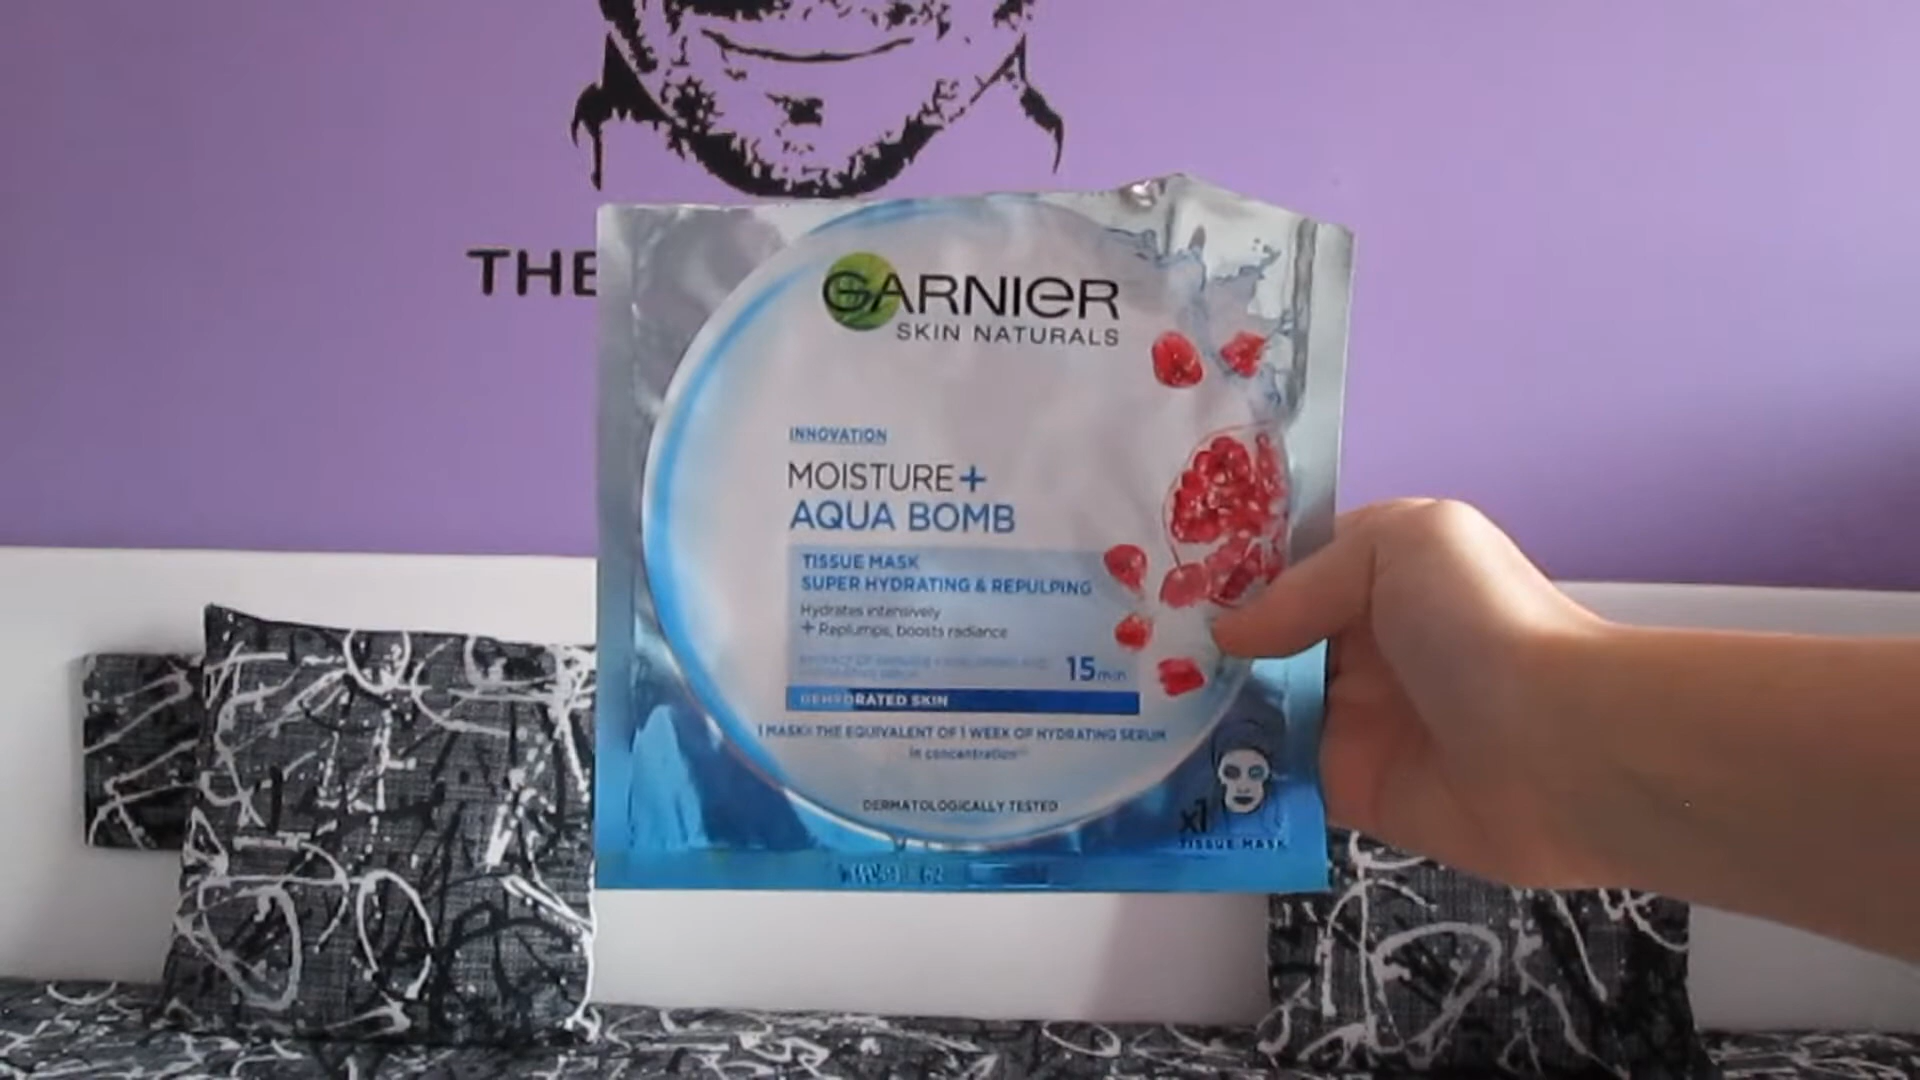 THE
GARNIER
SKIN NATURALS
INNOVATION
MOISTURE+
AQUA BOMB
TISSUE MASK
SUPER HYDRATING & REPULPING
Hydrates intensively
+ Replumps, boosts radiance
15min
DEHYDRATED SKIN
1 MASK= THE EQUIVALENT OF 1 WEEK OF HYDRATING SERUM
in concentration
DERMATOLOGICALLY TESTED
x1
TISSUE MASK